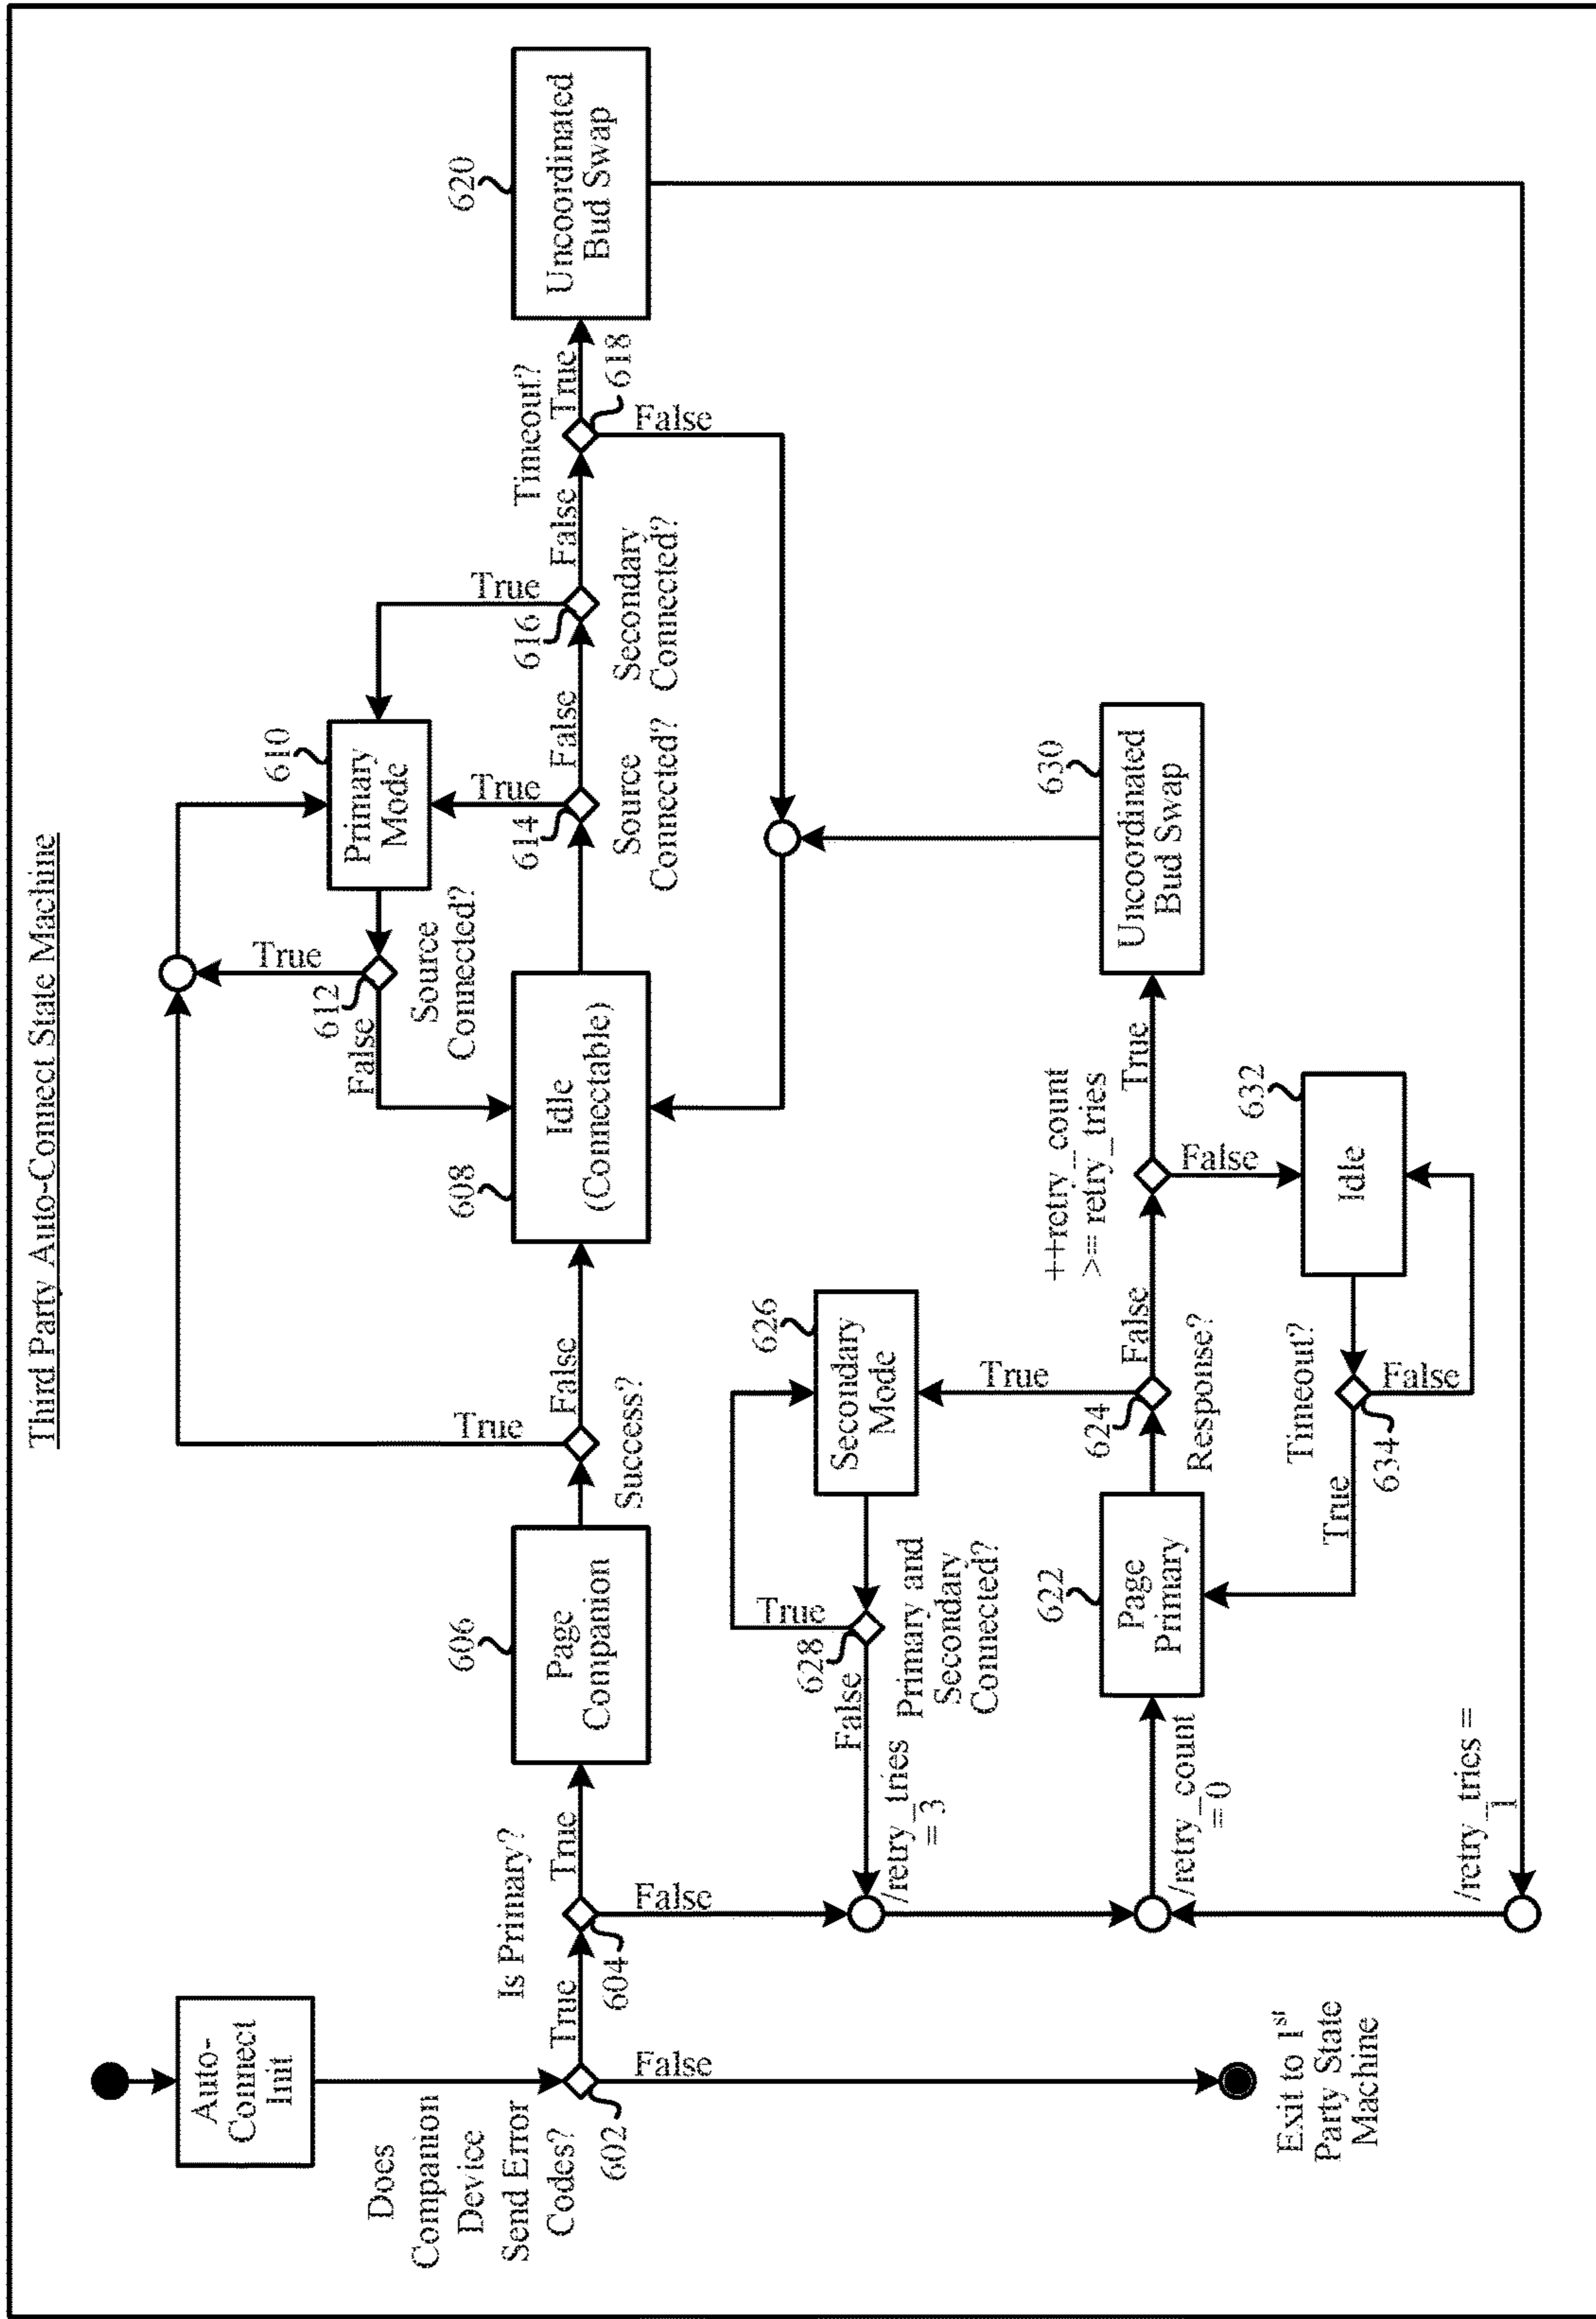 Third Party Auto-Connect State Machine
Auto-
Connect
Init
Does
Companion
Device
Send Error
Codes?
602
True
False
Exit to 1st
Party State
Machine
Is Primary?
604
True
False
606
Page
Companion
Success?
True
False
608
Idle
(Connectable)
610
Primary
Mode
612
Source
Connected?
True
False
614
Source
Connected?
True
False
616
Secondary
Connected?
True
False
Timeout?
618
True
False
620
Uncoordinated
Bud Swap
/retry_tries
= 3
/retry_count
= 0
/retry_tries =
1
622
Page
Primary
624
Response?
True
False
626
Secondary
Mode
628
Primary and
Secondary
Connected?
True
False
++retry_count
>= retry_tries
True
False
630
Uncoordinated
Bud Swap
632
Idle
Timeout?
634
True
False